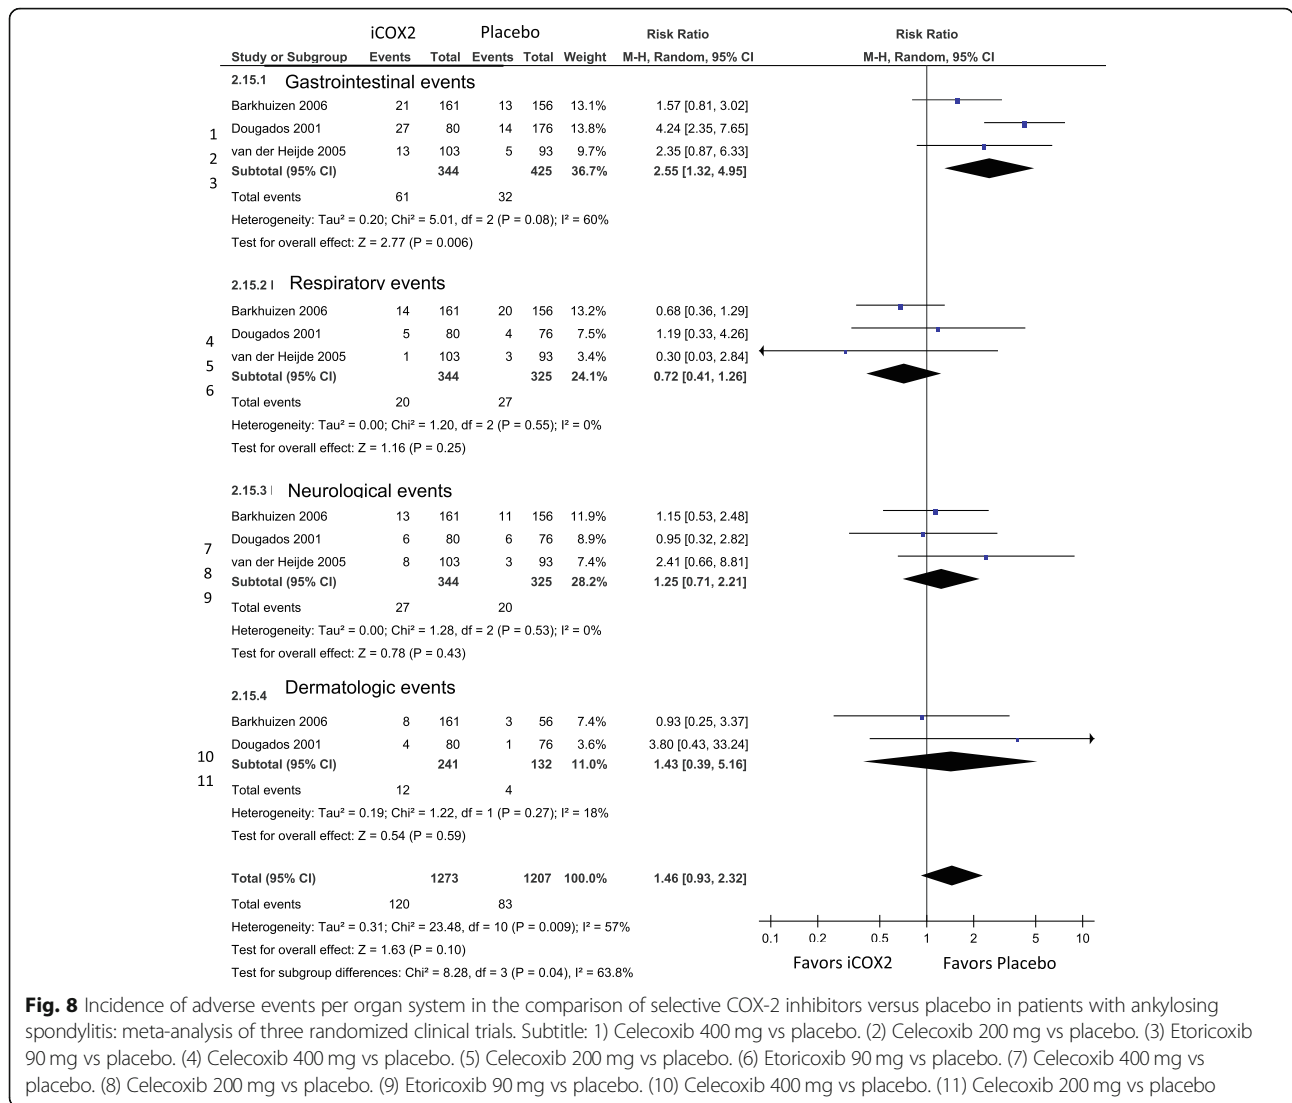 iCOX2 Placebo Risk Ratio Risk Ratio
Study or Subgroup Events Total Events Total Weight M-H, Random, 95% CI M-H, Random, 95% CI
2.15.1 Gastrointestinal events
Barkhuizen 2006 21 161 13 156 13.1% 1.57 [0.81, 3.02]
1 Dougados 2001 27 80 14 176 13.8% 4.24 [2.35, 7.65]
2 van der Heijde 2005 13 103 5 93 9.7% 2.35 [0.87, 6.33]
3 Subtotal (95% CI) 344 425 36.7% 2.55 [1.32, 4.95]
Total events 61 32
Heterogeneity: Tau² = 0.20; Chi² = 5.01, df = 2 (P = 0.08); I² = 60%
Test for overall effect: Z = 2.77 (P = 0.006)
2.15.2 Respiratory events
Barkhuizen 2006 14 161 20 156 13.2% 0.68 [0.36, 1.29]
4 Dougados 2001 5 80 4 76 7.5% 1.19 [0.33, 4.26]
5 van der Heijde 2005 1 103 3 93 3.4% 0.30 [0.03, 2.84]
6 Subtotal (95% CI) 344 325 24.1% 0.72 [0.41, 1.26]
Total events 20 27
Heterogeneity: Tau² = 0.00; Chi² = 1.20, df = 2 (P = 0.55); I² = 0%
Test for overall effect: Z = 1.16 (P = 0.25)
2.15.3 Neurological events
Barkhuizen 2006 13 161 11 156 11.9% 1.15 [0.53, 2.48]
7 Dougados 2001 6 80 6 76 8.9% 0.95 [0.32, 2.82]
8 van der Heijde 2005 8 103 3 93 7.4% 2.41 [0.66, 8.81]
9 Subtotal (95% CI) 344 325 28.2% 1.25 [0.71, 2.21]
Total events 27 20
Heterogeneity: Tau² = 0.00; Chi² = 1.28, df = 2 (P = 0.53); I² = 0%
Test for overall effect: Z = 0.78 (P = 0.43)
2.15.4 Dermatologic events
Barkhuizen 2006 8 161 3 56 7.4% 0.93 [0.25, 3.37]
10 Dougados 2001 4 80 1 76 3.6% 3.80 [0.43, 33.24]
11 Subtotal (95% CI) 241 132 11.0% 1.43 [0.39, 5.16]
Total events 12 4
Heterogeneity: Tau² = 0.19; Chi² = 1.22, df = 1 (P = 0.27); I² = 18%
Test for overall effect: Z = 0.54 (P = 0.59)
Total (95% CI) 1273 1207 100.0% 1.46 [0.93, 2.32]
Total events 120 83
Heterogeneity: Tau² = 0.31; Chi² = 23.48, df = 10 (P = 0.009); I² = 57%
Test for overall effect: Z = 1.63 (P = 0.10)
Test for subgroup differences: Chi² = 8.28, df = 3 (P = 0.04), I² = 63.8%
0.1 0.2 0.5 1 2 5 10
Favors iCOX2 Favors Placebo
Fig. 8 Incidence of adverse events per organ system in the comparison of selective COX-2 inhibitors versus placebo in patients with ankylosing
spondylitis: meta-analysis of three randomized clinical trials. Subtitle: 1) Celecoxib 400 mg vs placebo. (2) Celecoxib 200 mg vs placebo. (3) Etoricoxib
90 mg vs placebo. (4) Celecoxib 400 mg vs placebo. (5) Celecoxib 200 mg vs placebo. (6) Etoricoxib 90 mg vs placebo. (7) Celecoxib 400 mg vs
placebo. (8) Celecoxib 200 mg vs placebo. (9) Etoricoxib 90 mg vs placebo. (10) Celecoxib 400 mg vs placebo. (11) Celecoxib 200 mg vs placebo